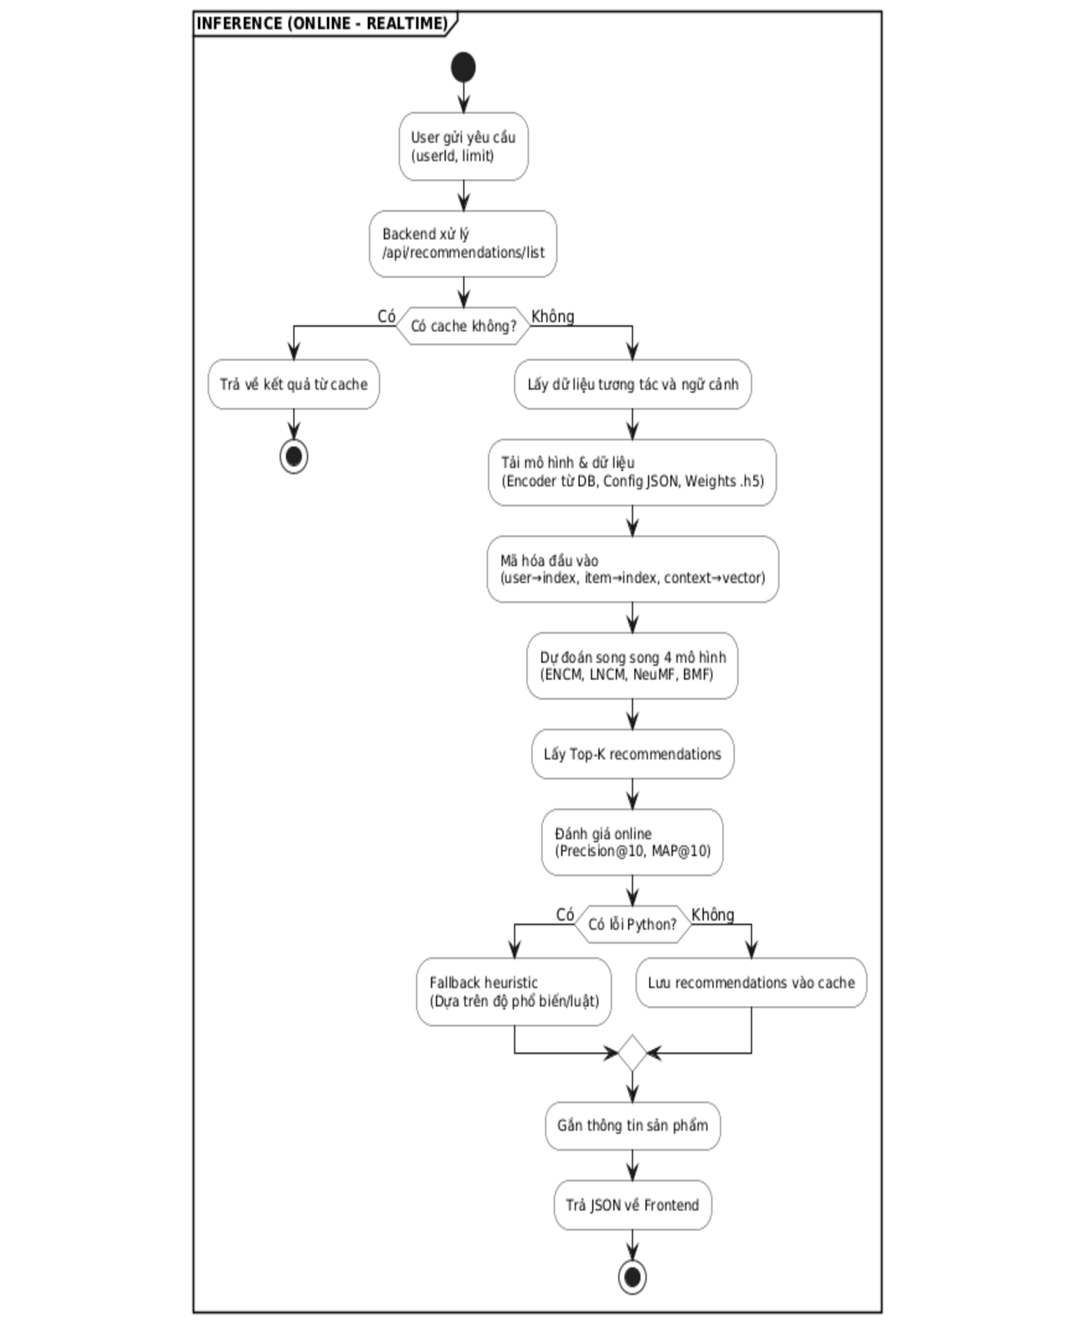 INFERENCE (ONLINE - REALTIME)
User gửi yêu cầu
(userId, limit)
Backend xử lý
/api/recommendations/list
Có
Có cache không?
Không
Trả về kết quả từ cache
Lấy dữ liệu tương tác và ngữ cảnh
Tải mô hình & dữ liệu
(Encoder từ DB, Config JSON, Weights .h5)
Mã hóa đầu vào
(user→index, item→index, context→vector)
Dự đoán song song 4 mô hình
(ENCM, LNCM, NeuMF, BMF)
Lấy Top-K recommendations
Đánh giá online
(Precision@10, MAP@10)
Có
Có lỗi Python?
Không
Fallback heuristic
(Dựa trên độ phổ biến/luật)
Lưu recommendations vào cache
Gắn thông tin sản phẩm
Trả JSON về Frontend